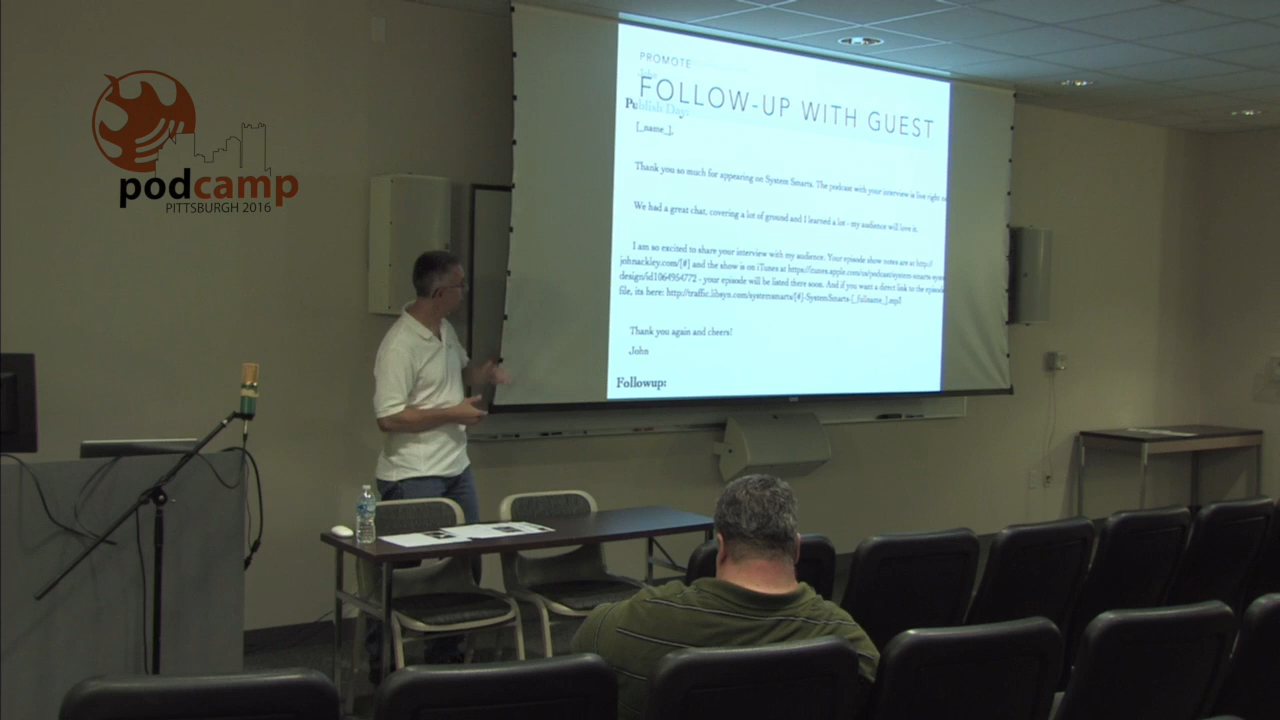 podcamp
PITTSBURGH 2016
PROMOTE
FOLLOW-UP WITH GUEST
Publish Day:
[_name_],
Thank you so much for appearing on System Smarts. The podcast with your interview is live right
We had a great chat, covering a lot of ground and I learned a lot - my audience will love it.
I am so excited to share your interview with my audience. Your episode show notes are at http://
johnackley.com/[#] and the show is on iTunes at https://itunes.apple.com/us/podcast/system-smarts-
design/id1064954772 - your episode will be listed there soon. And if you want a direct link to the
file, its here: http://traffic.libsyn.com/systemsmarts/[#]-SystemSmarts-[_fullname_].mp3
Thank you again and cheers!
John
Followup: